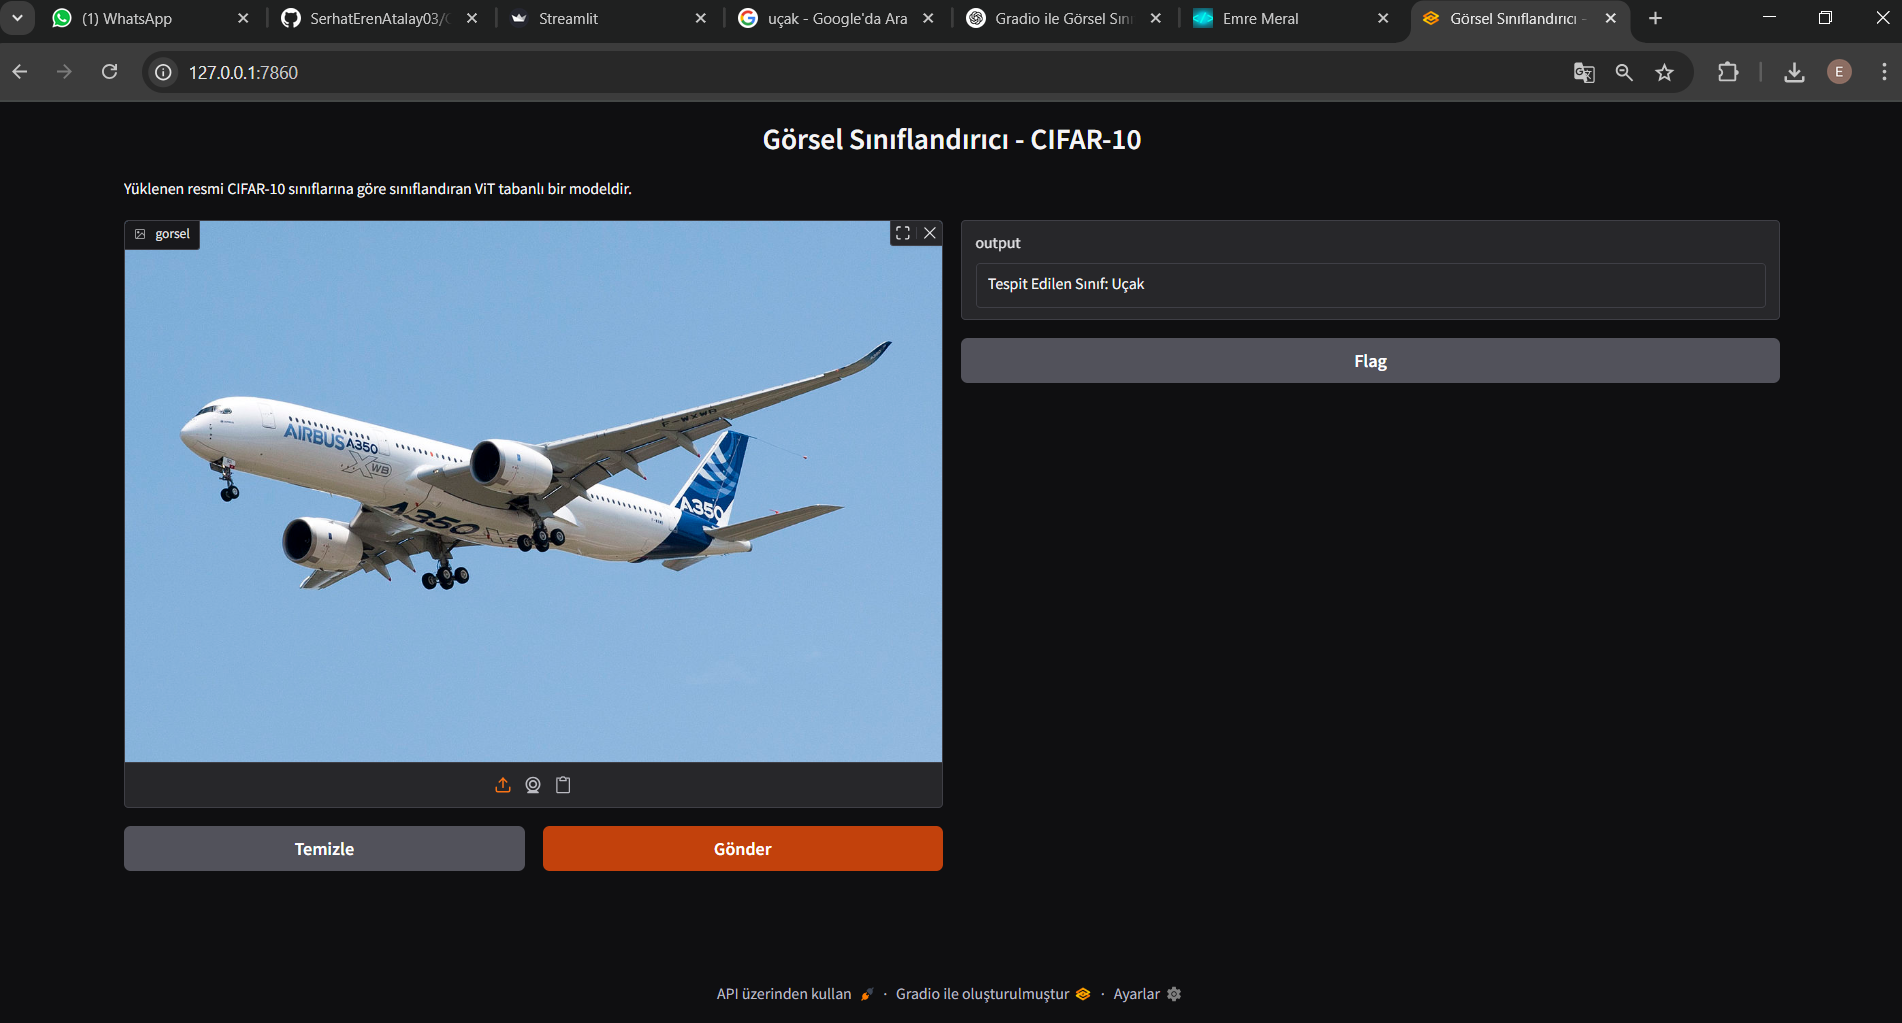 (1) WhatsApp
SerhatErenAtalay03/
Streamlit
uçak - Google'da Ara
Gradio ile Görsel Sın
Emre Meral
Görsel Sınıflandırıcı -
127.0.0.1:7860
E
Görsel Sınıflandırıcı - CIFAR-10
Yüklenen resmi CIFAR-10 sınıflarına göre sınıflandıran ViT tabanlı bir modeldir.
gorsel
AIRBUS A350
XWB
F-WXWB
A350
A350
output
Tespit Edilen Sınıf: Uçak
Flag
Temizle
Gönder
API üzerinden kullan · Gradio ile oluşturulmuştur · Ayarlar